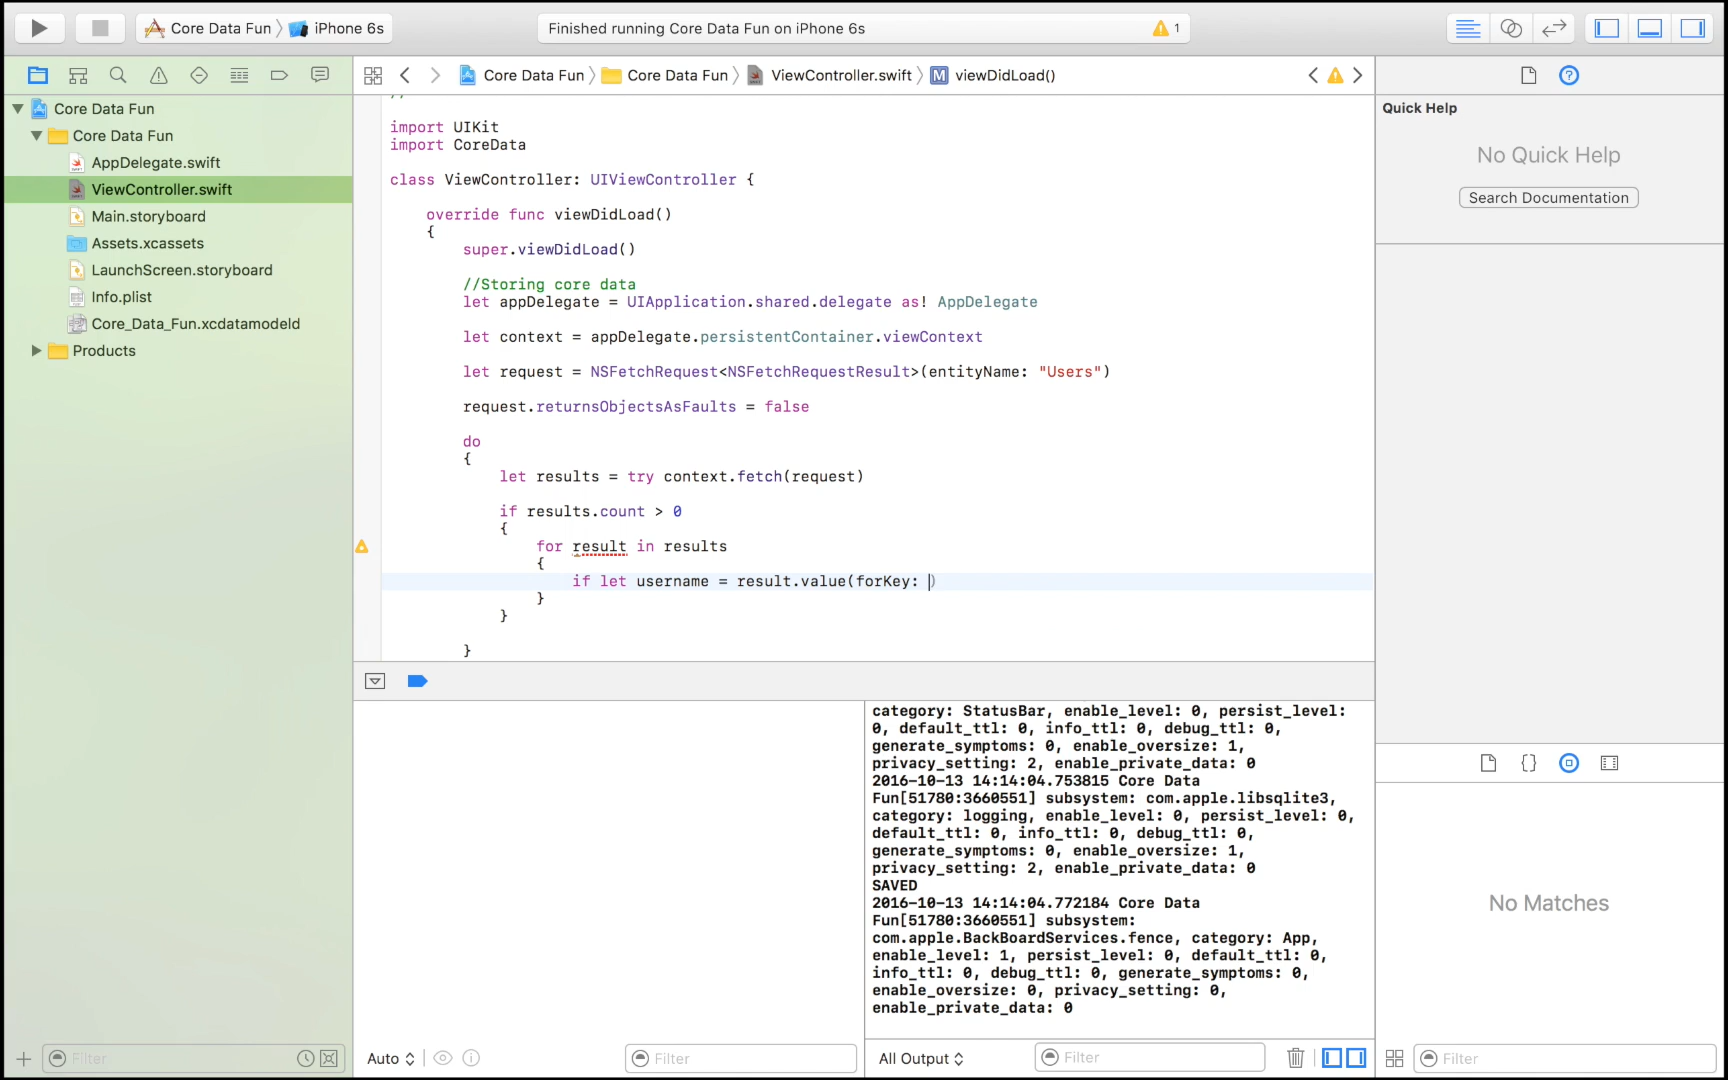 Core Data Fun
iPhone 6s
Finished running Core Data Fun on iPhone 6s
1
Core Data Fun
Core Data Fun
ViewController.swift
M
viewDidLoad()
Core Data Fun
Core Data Fun
AppDelegate.swift
ViewController.swift
Main.storyboard
Assets.xcassets
LaunchScreen.storyboard
Info.plist
Core_Data_Fun.xcdatamodeld
Products
Filter
//
import UIKit
import CoreData
class ViewController: UIViewController {
override func viewDidLoad()
{
super.viewDidLoad()
//Storing core data
let appDelegate = UIApplication.shared.delegate as! AppDelegate
let context = appDelegate.persistentContainer.viewContext
let request = NSFetchRequest<NSFetchRequestResult>(entityName: "Users")
request.returnsObjectsAsFaults = false
do
{
let results = try context.fetch(request)
if results.count > 0
{
for result in results
{
if let username = result.value(forKey: )
}
}
}
category: StatusBar, enable_level: 0, persist_level:
0, default_ttl: 0, info_ttl: 0, debug_ttl: 0,
generate_symptoms: 0, enable_oversize: 1,
privacy_setting: 2, enable_private_data: 0
2016-10-13 14:14:04.753815 Core Data
Fun[51780:3660551] subsystem: com.apple.libsqlite3,
category: logging, enable_level: 0, persist_level: 0,
default_ttl: 0, info_ttl: 0, debug_ttl: 0,
generate_symptoms: 0, enable_oversize: 1,
privacy_setting: 2, enable_private_data: 0
SAVED
2016-10-13 14:14:04.772184 Core Data
Fun[51780:3660551] subsystem:
com.apple.BackBoardServices.fence, category: App,
enable_level: 1, persist_level: 0, default_ttl: 0,
info_ttl: 0, debug_ttl: 0, generate_symptoms: 0,
enable_oversize: 0, privacy_setting: 0,
enable_private_data: 0
Auto
Filter
All Output
Filter
Quick Help
No Quick Help
Search Documentation
{}
No Matches
Filter